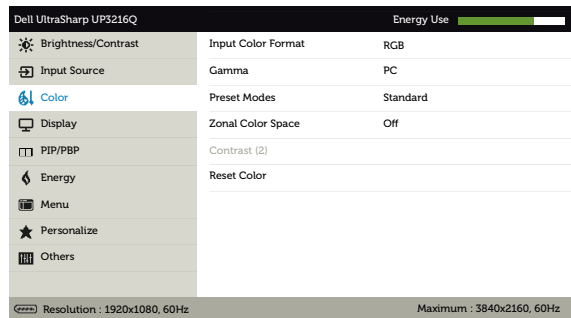 Dell UltraSharp UP3216Q Energy Use
Brightness/Contrast Input Color Format RGB
Input Source Gamma PC
Color Preset Modes Standard
Display Zonal Color Space Off
PIP/PBP Contrast (2)
Energy Reset Color
Menu
Personalize
Others
Resolution : 1920x1080, 60Hz Maximum : 3840x2160, 60Hz